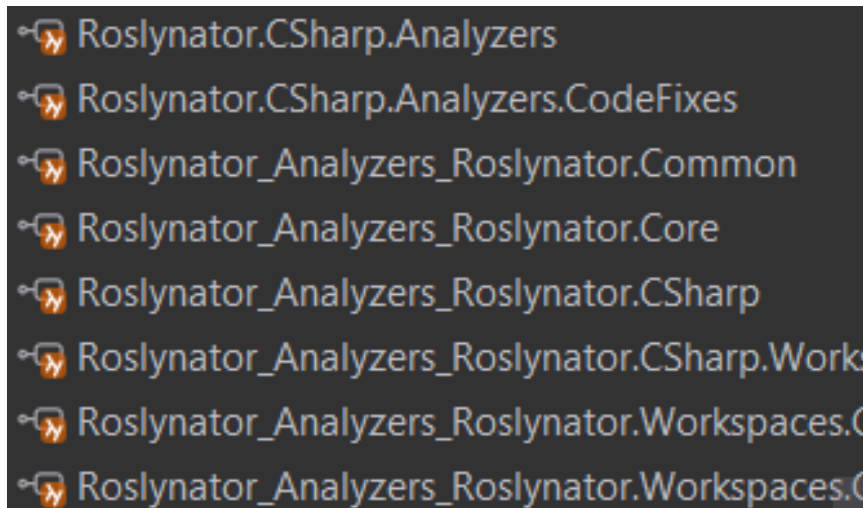 Roslynator.CSharp.Analyzers
Roslynator.CSharp.Analyzers.CodeFixes
Roslynator_Analyzers_Roslynator.Common
Roslynator_Analyzers_Roslynator.Core
Roslynator_Analyzers_Roslynator.CSharp
Roslynator_Analyzers_Roslynator.CSharp.Works
Roslynator_Analyzers_Roslynator.Workspaces.C
Roslynator_Analyzers_Roslynator.Workspaces.C